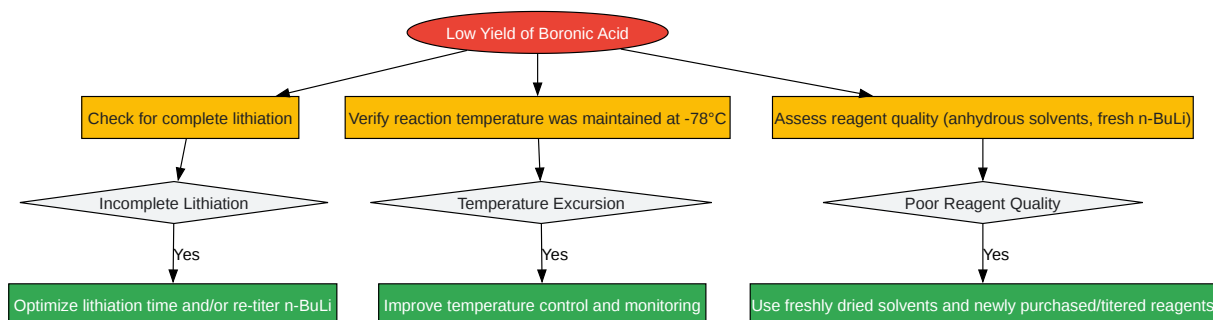 Low Yield of Boronic Acid
Check for complete lithiation
Verify reaction temperature was maintained at -78°C
Assess reagent quality (anhydrous solvents, fresh n-BuLi)
Incomplete Lithiation
Temperature Excursion
Poor Reagent Quality
Yes
Yes
Yes
Optimize lithiation time and/or re-titer n-BuLi
Improve temperature control and monitoring
Use freshly dried solvents and newly purchased/titered reagents